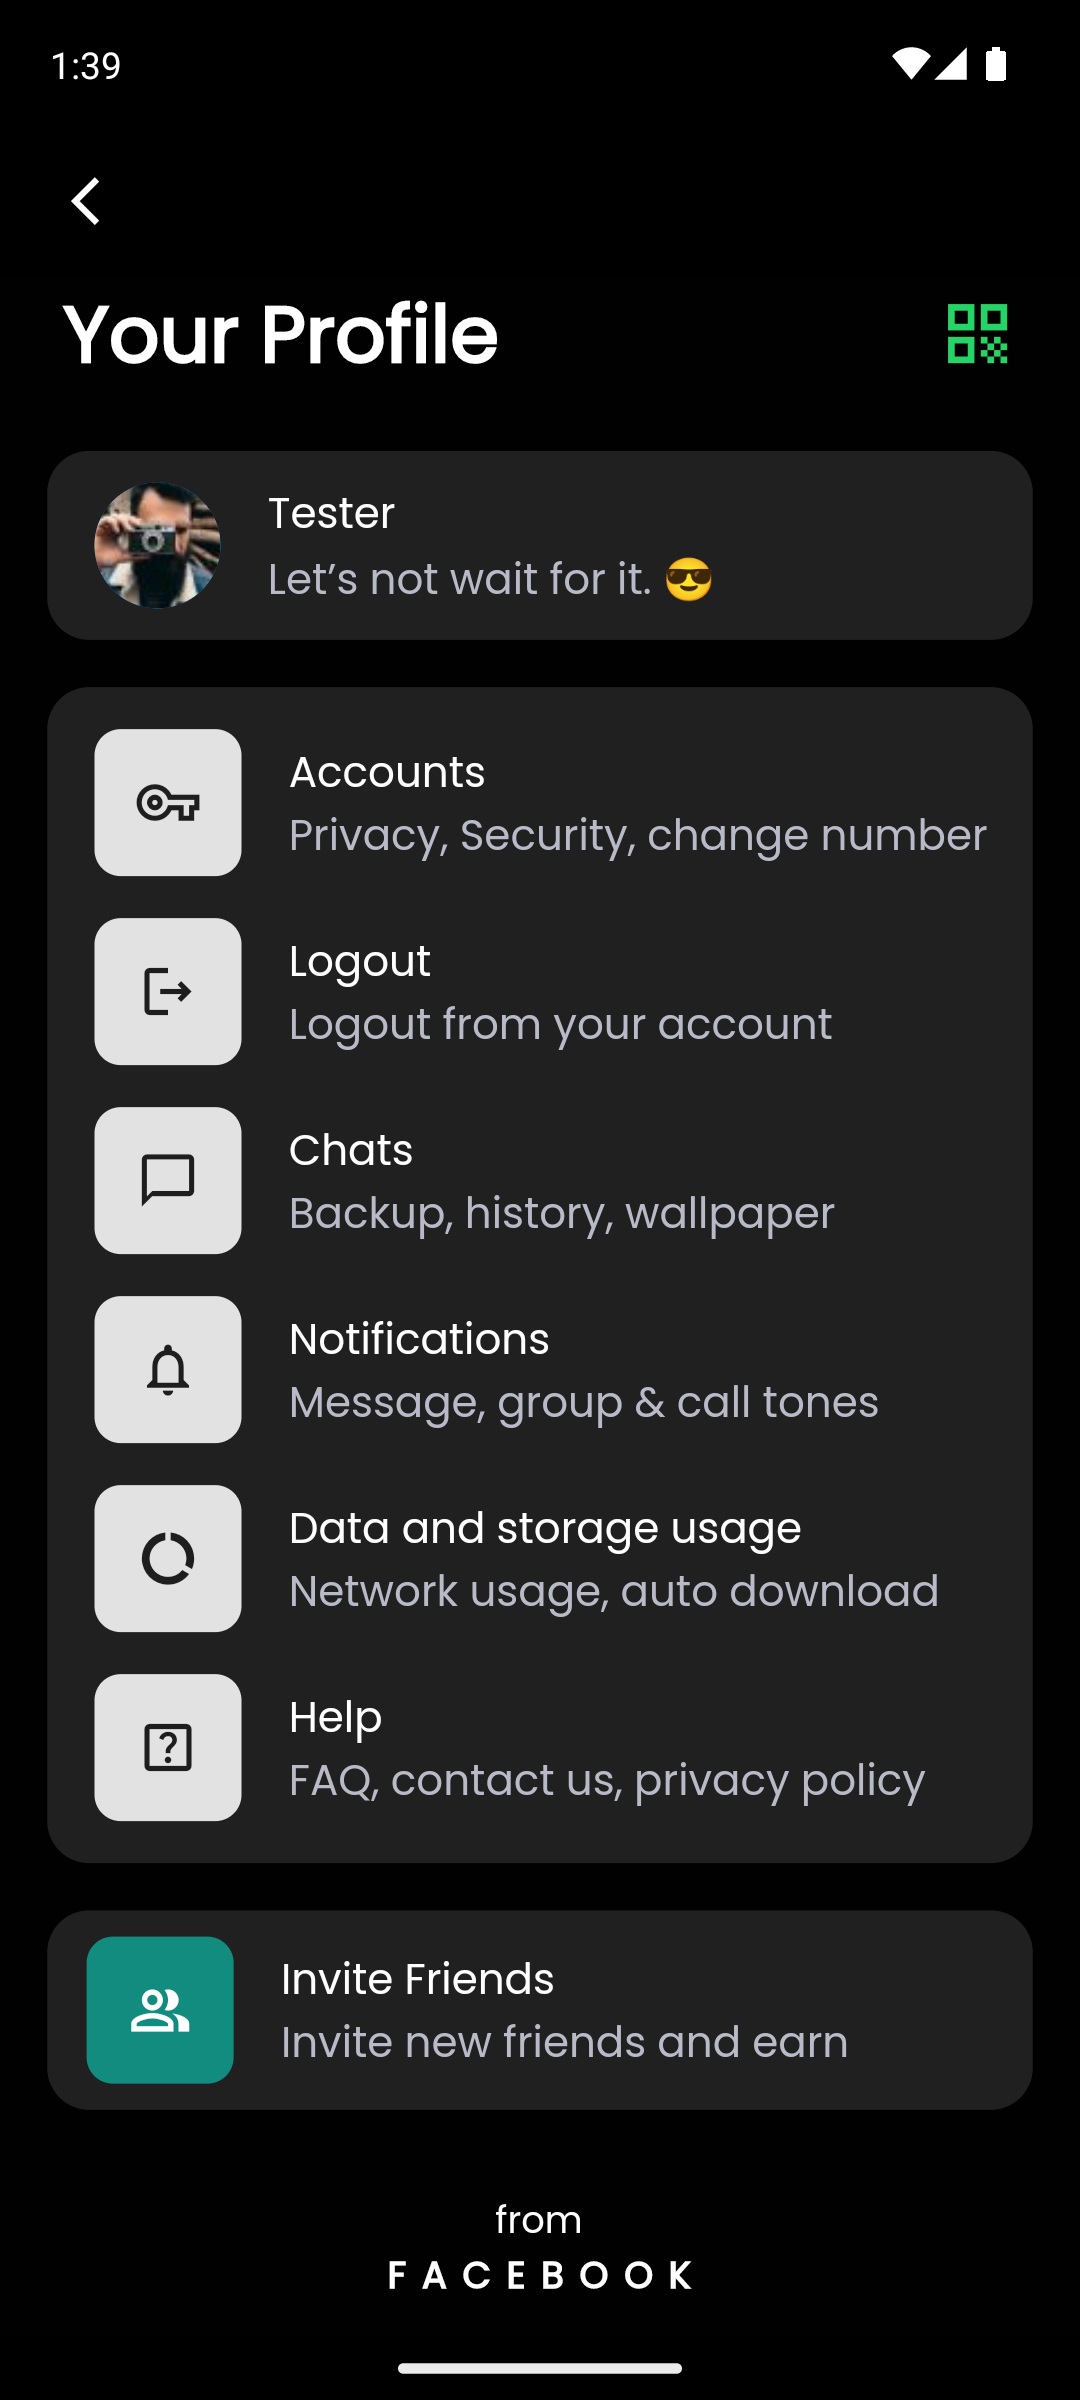 1:39
Your Profile
Tester
Let’s not wait for it. 😎
Accounts
Privacy, Security, change number
Logout
Logout from your account
Chats
Backup, history, wallpaper
Notifications
Message, group & call tones
Data and storage usage
Network usage, auto download
Help
FAQ, contact us, privacy policy
Invite Friends
Invite new friends and earn
from
FACEBOOK